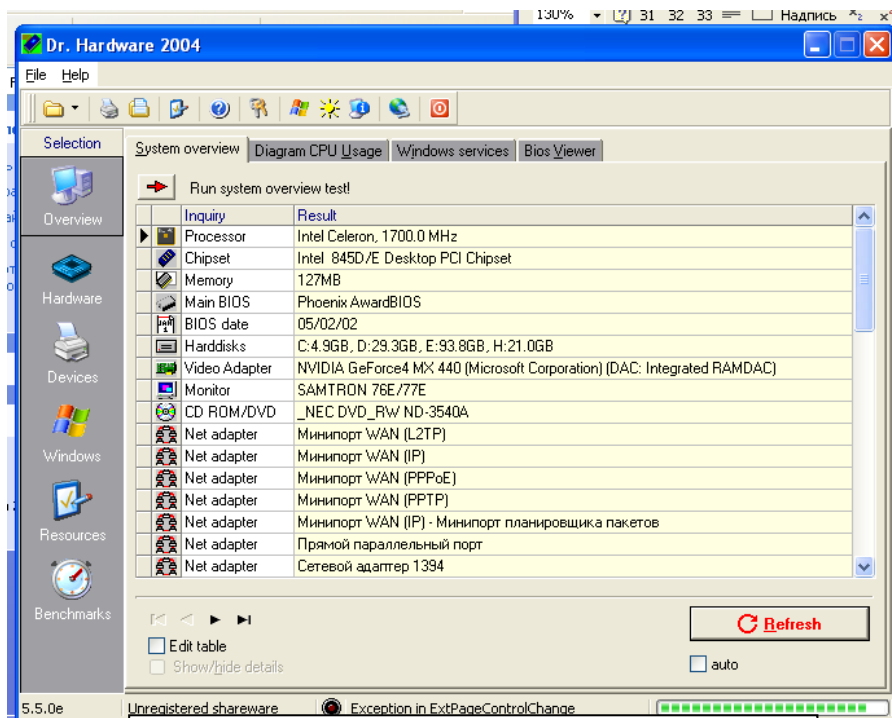 130% 31 32 33 Надпись x₂ x
Dr. Hardware 2004
File Help
Selection
System overview Diagram CPU Usage Windows services Bios Viewer
Run system overview test!
Overview
Hardware
Devices
Windows
Resources
Benchmarks
Inquiry Result
Processor Intel Celeron, 1700.0 MHz
Chipset Intel 845D/E Desktop PCI Chipset
Memory 127MB
Main BIOS Phoenix AwardBIOS
BIOS date 05/02/02
Harddisks C:4.9GB, D:29.3GB, E:93.8GB, H:21.0GB
Video Adapter NVIDIA GeForce4 MX 440 (Microsoft Corporation) (DAC: Integrated RAMDAC)
Monitor SAMTRON 76E/77E
CD ROM/DVD _NEC DVD_RW ND-3540A
Net adapter Минипорт WAN (L2TP)
Net adapter Минипорт WAN (IP)
Net adapter Минипорт WAN (PPPoE)
Net adapter Минипорт WAN (PPTP)
Net adapter Минипорт WAN (IP) - Минипорт планировщика пакетов
Net adapter Прямой параллельный порт
Net adapter Сетевой адаптер 1394
Refresh
Edit table
Show/hide details
auto
5.5.0e Unregistered shareware Exception in ExtPageControlChange